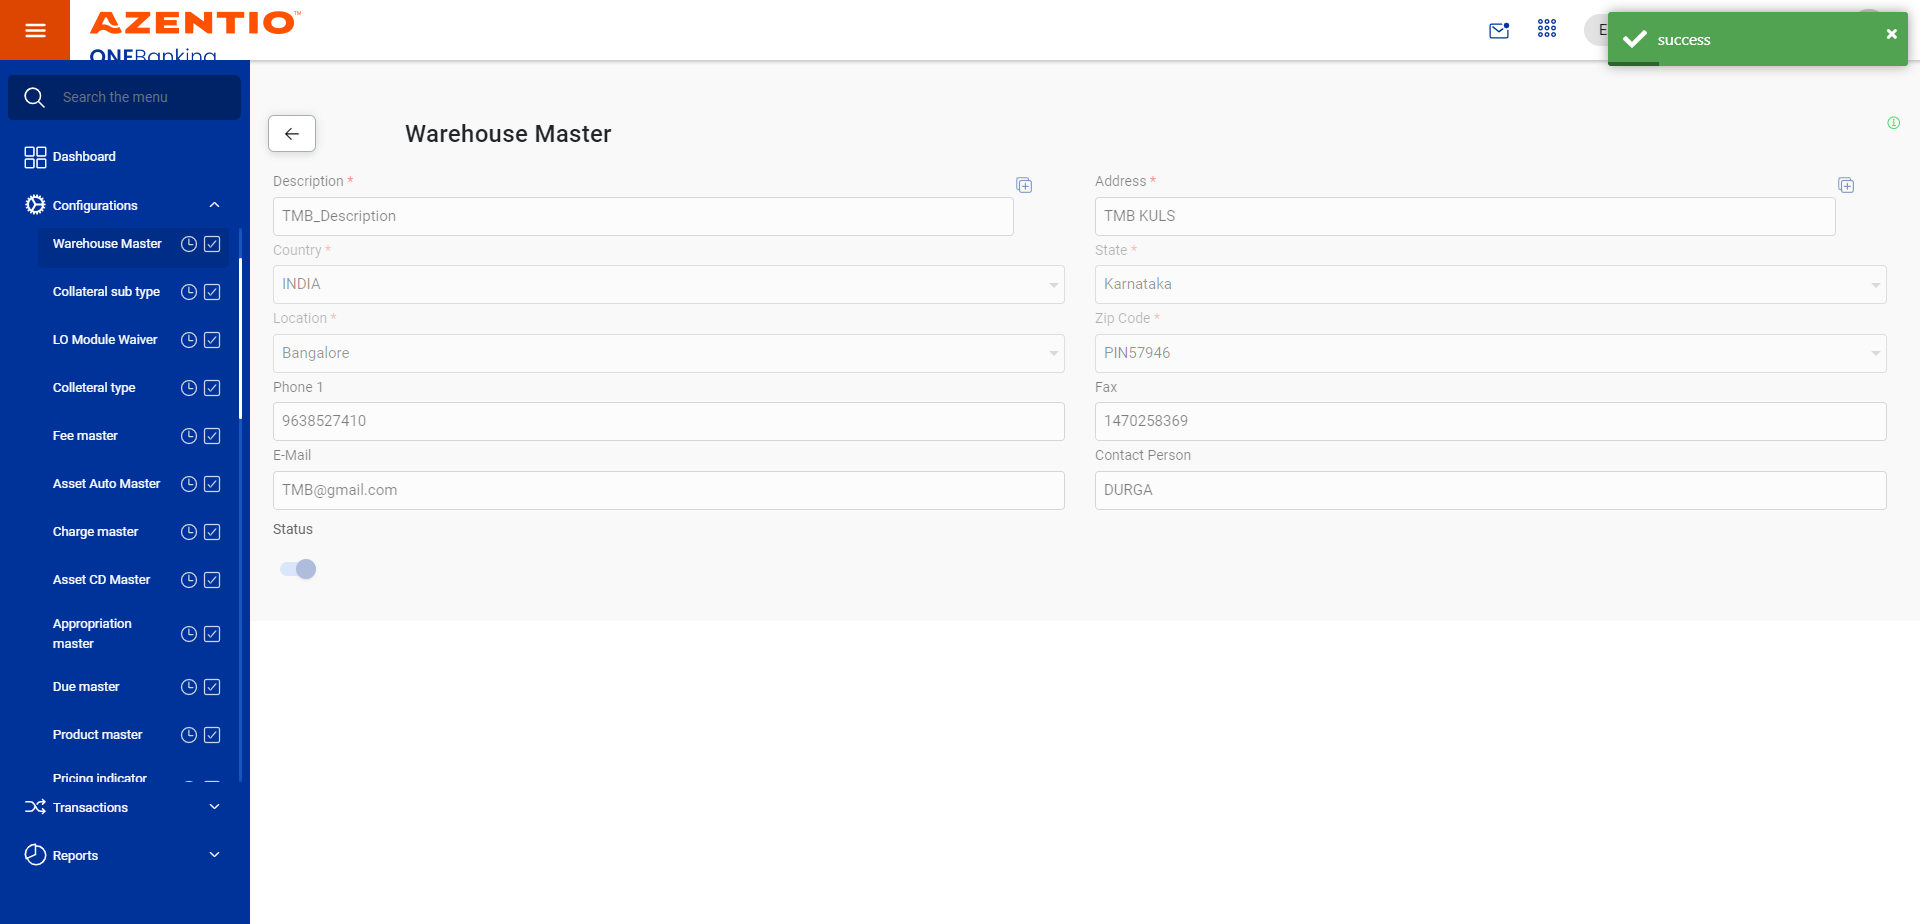 AZENTIO™
ONEBanking
E
success
Search the menu
Dashboard
Configurations
Warehouse Master
Collateral sub type
LO Module Waiver
Colleteral type
Fee master
Asset Auto Master
Charge master
Asset CD Master
Appropriation
master
Due master
Product master
Pricing indicator
Transactions
Reports
Warehouse Master
Description *
TMB_Description
Address *
TMB KULS
Country *
INDIA
State *
Karnataka
Location *
Bangalore
Zip Code *
PIN57946
Phone 1
9638527410
Fax
1470258369
E-Mail
TMB@gmail.com
Contact Person
DURGA
Status